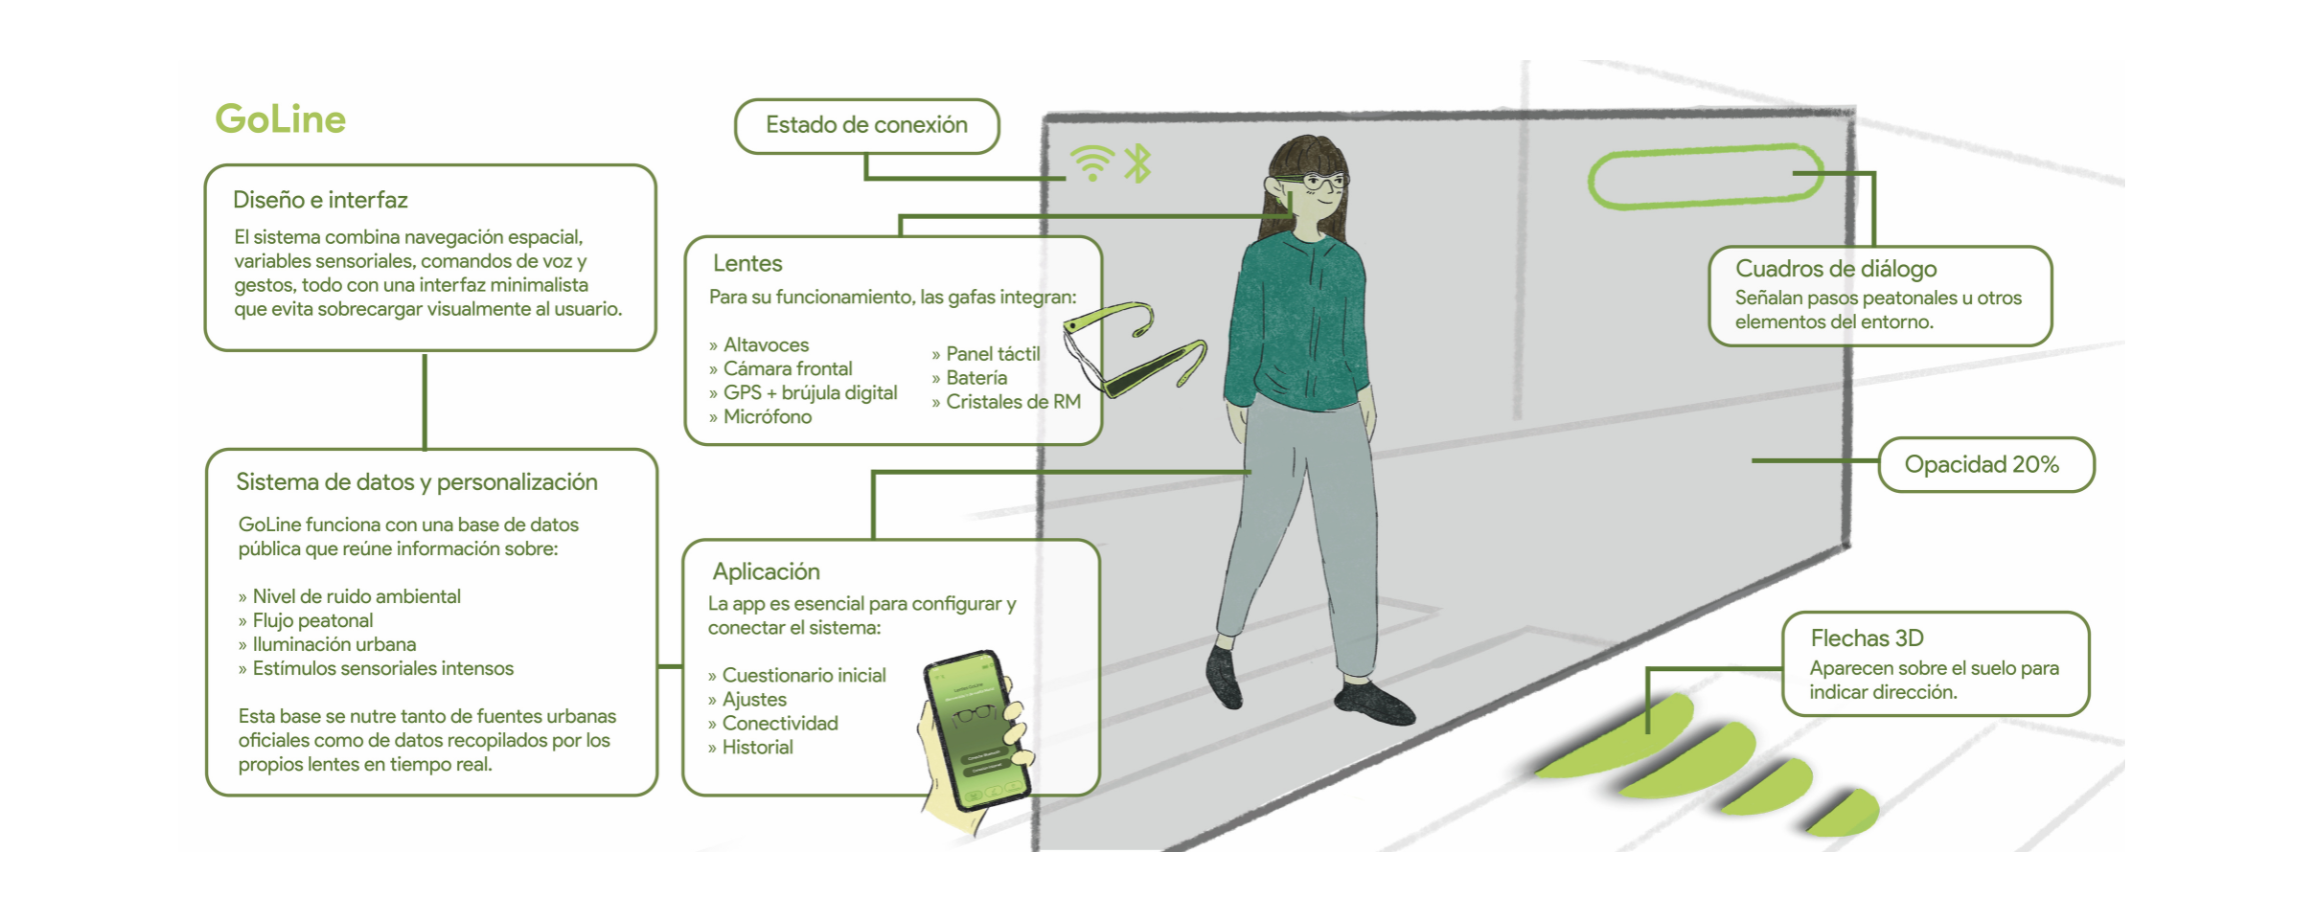 GoLine
Diseño e interfaz
El sistema combina navegación espacial,
variables sensoriales, comandos de voz y
gestos, todo con una interfaz minimalista
que evita sobrecargar visualmente al usuario.
Sistema de datos y personalización
GoLine funciona con una base de datos
pública que reúne información sobre:
» Nivel de ruido ambiental
» Flujo peatonal
» Iluminación urbana
» Estímulos sensoriales intensos
Esta base se nutre tanto de fuentes urbanas
oficiales como de datos recopilados por los
propios lentes en tiempo real.
Estado de conexión
Lentes
Para su funcionamiento, las gafas integran:
» Altavoces
» Cámara frontal
» GPS + brújula digital
» Micrófono
» Panel táctil
» Batería
» Cristales de RM
Aplicación
La app es esencial para configurar y
conectar el sistema:
» Cuestionario inicial
» Ajustes
» Conectividad
» Historial
Cuadros de diálogo
Señalan pasos peatonales u otros
elementos del entorno.
Opacidad 20%
Flechas 3D
Aparecen sobre el suelo para
indicar dirección.